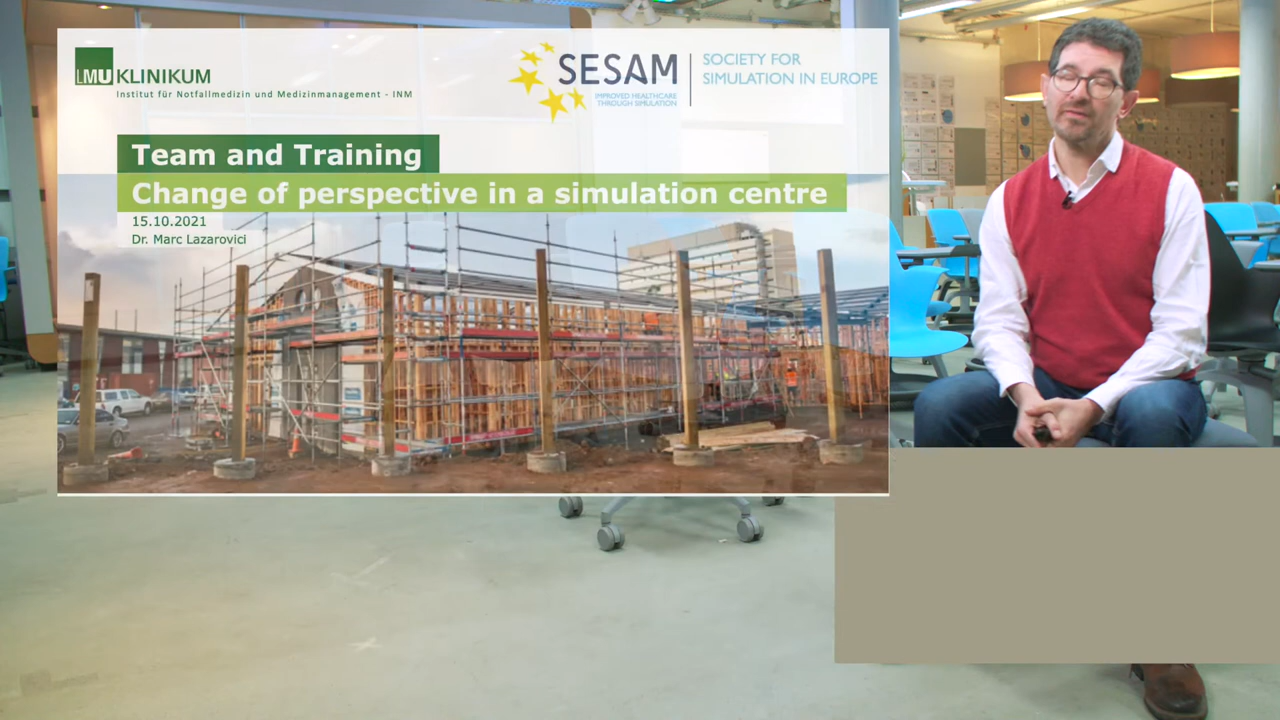 LMU KLINIKUM
Institut für Notfallmedizin und Medizinmanagement - INM
SESAM
IMPROVED HEALTHCARE
THROUGH SIMULATION
SOCIETY FOR
SIMULATION IN EUROPE
Team and Training
Change of perspective in a simulation centre
15.10.2021
Dr. Marc Lazarovici